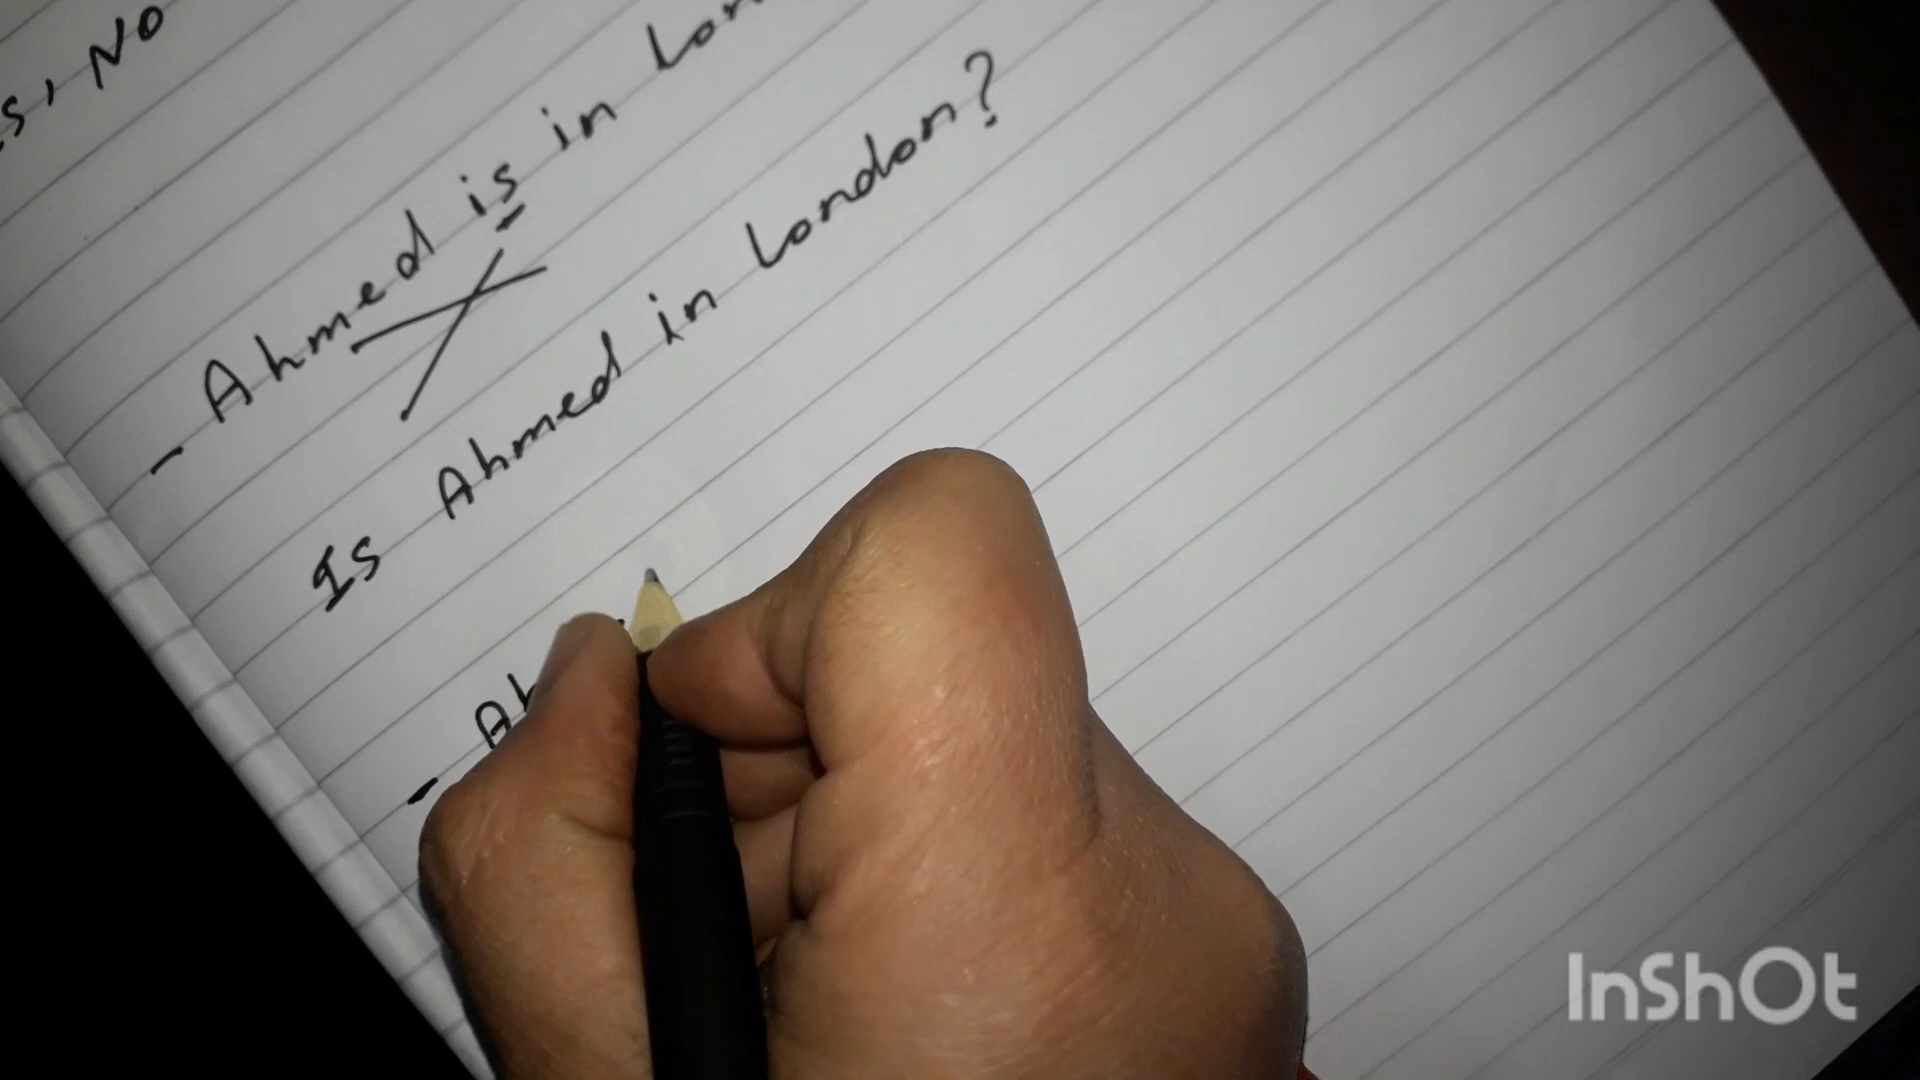 No
- Ahmed is in
Is Ahmed in London?
-
InShOt